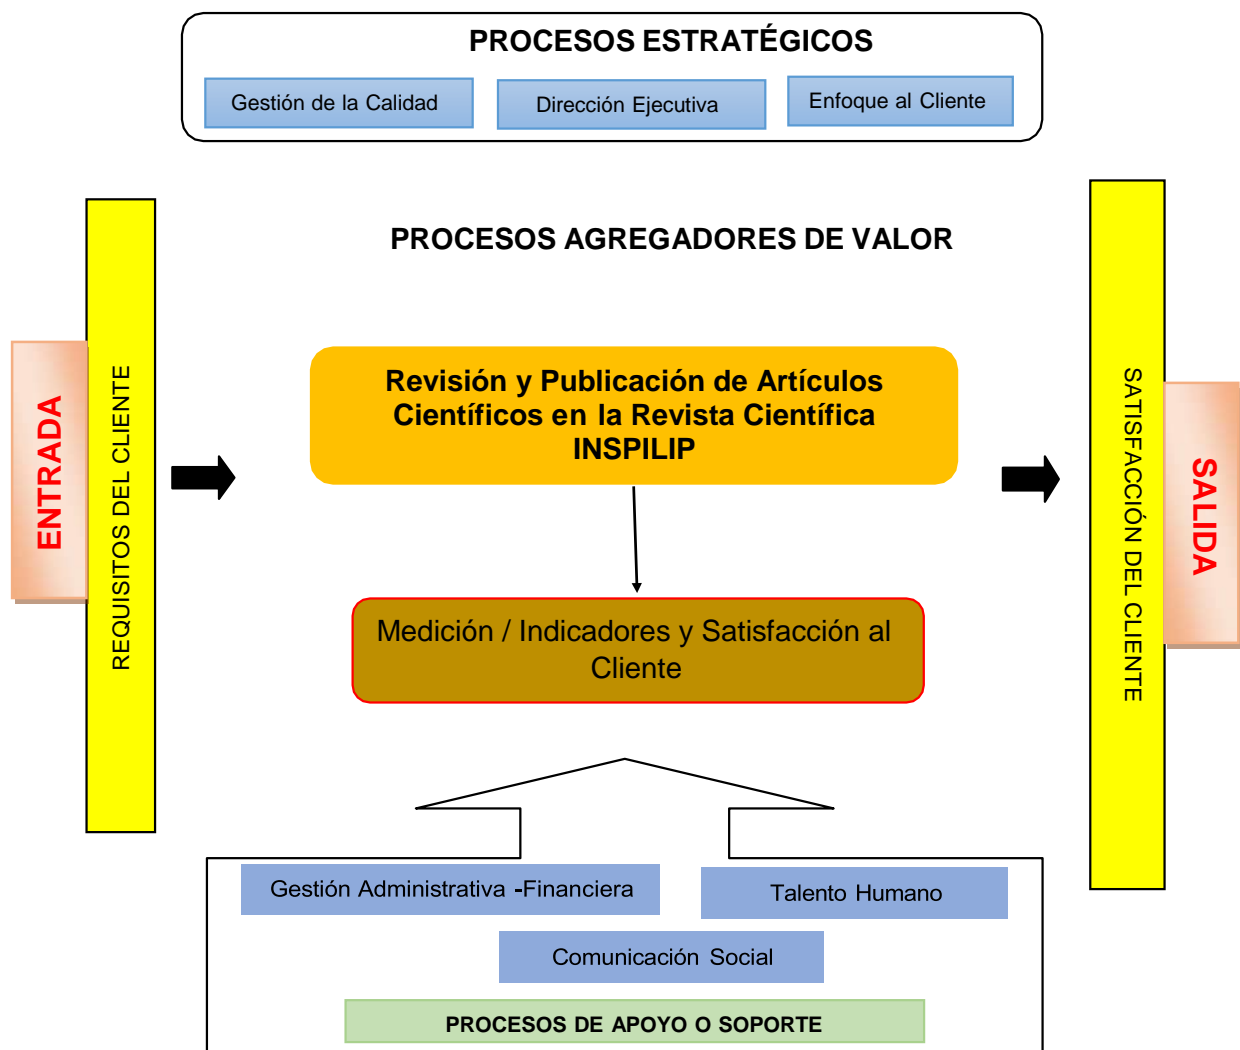 PROCESOS ESTRATÉGICOS
Gestión de la Calidad
Dirección Ejecutiva
Enfoque al Cliente
PROCESOS AGREGADORES DE VALOR
ENTRADA
REQUISITOS DEL CLIENTE
Revisión y Publicación de Artículos
Científicos en la Revista Científica
INSPILIP
Medición / Indicadores y Satisfacción al
Cliente
SATISFACCIÓN DEL CLIENTE
SALIDA
Gestión Administrativa -Financiera
Talento Humano
Comunicación Social
PROCESOS DE APOYO O SOPORTE